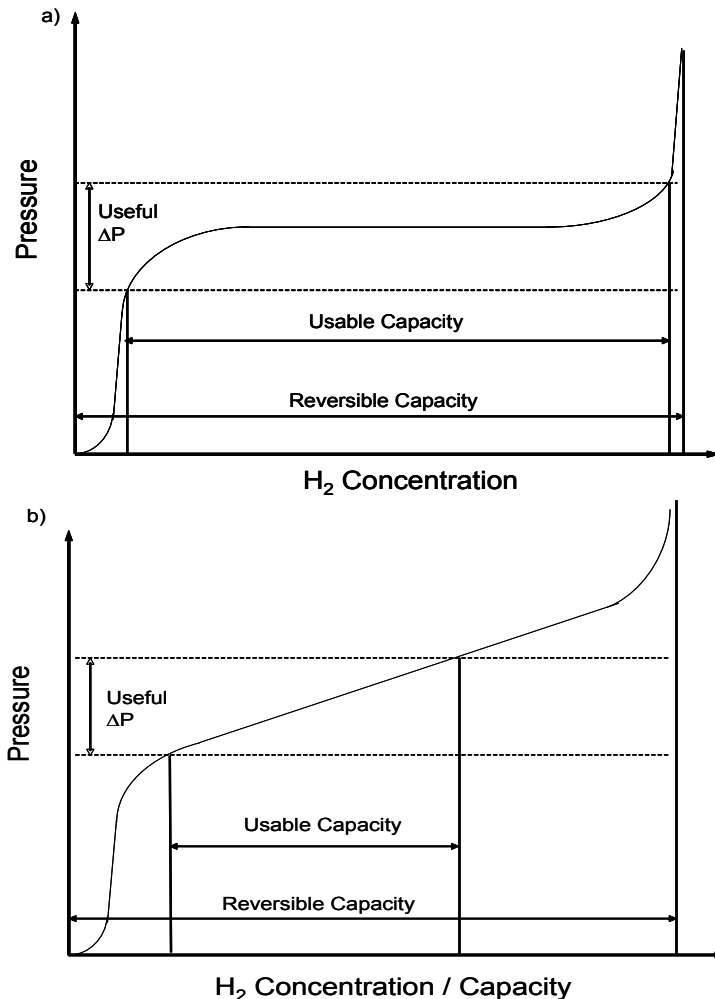 a)
Pressure
Useful
ΔP
Usable Capacity
Reversible Capacity
H₂ Concentration
b)
Pressure
Useful
ΔP
Usable Capacity
Reversible Capacity
H₂ Concentration / Capacity